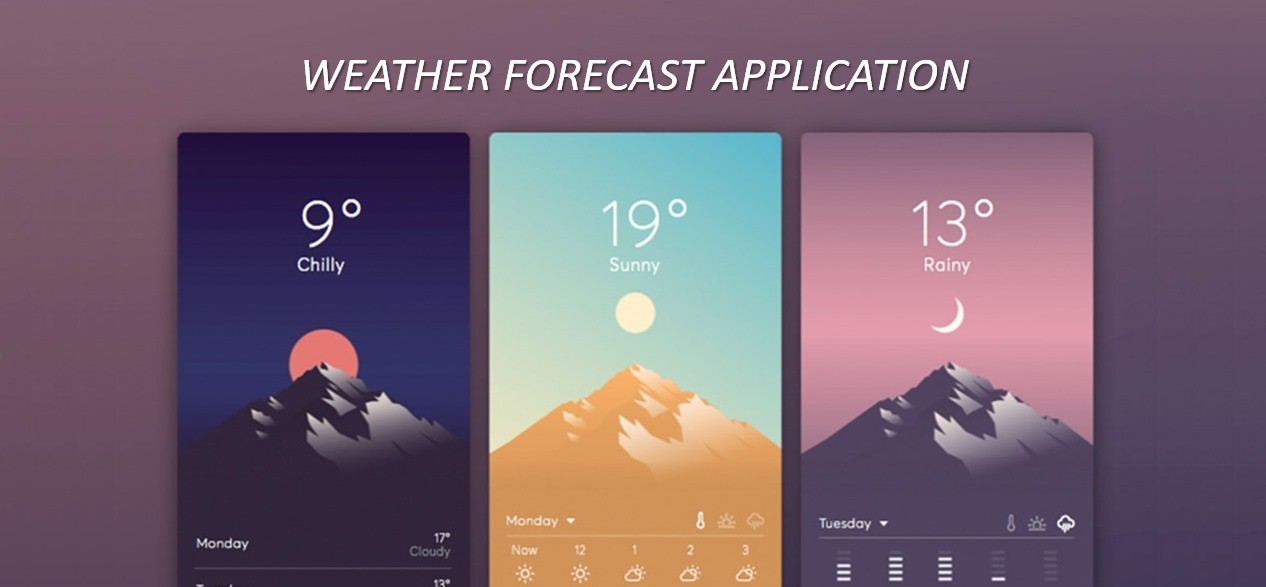 WEATHER FORECAST APPLICATION
9°
Chilly
Monday
17°
Cloudy
13°
19°
Sunny
Monday
Now 12 1 2 3
13°
Rainy
Tuesday